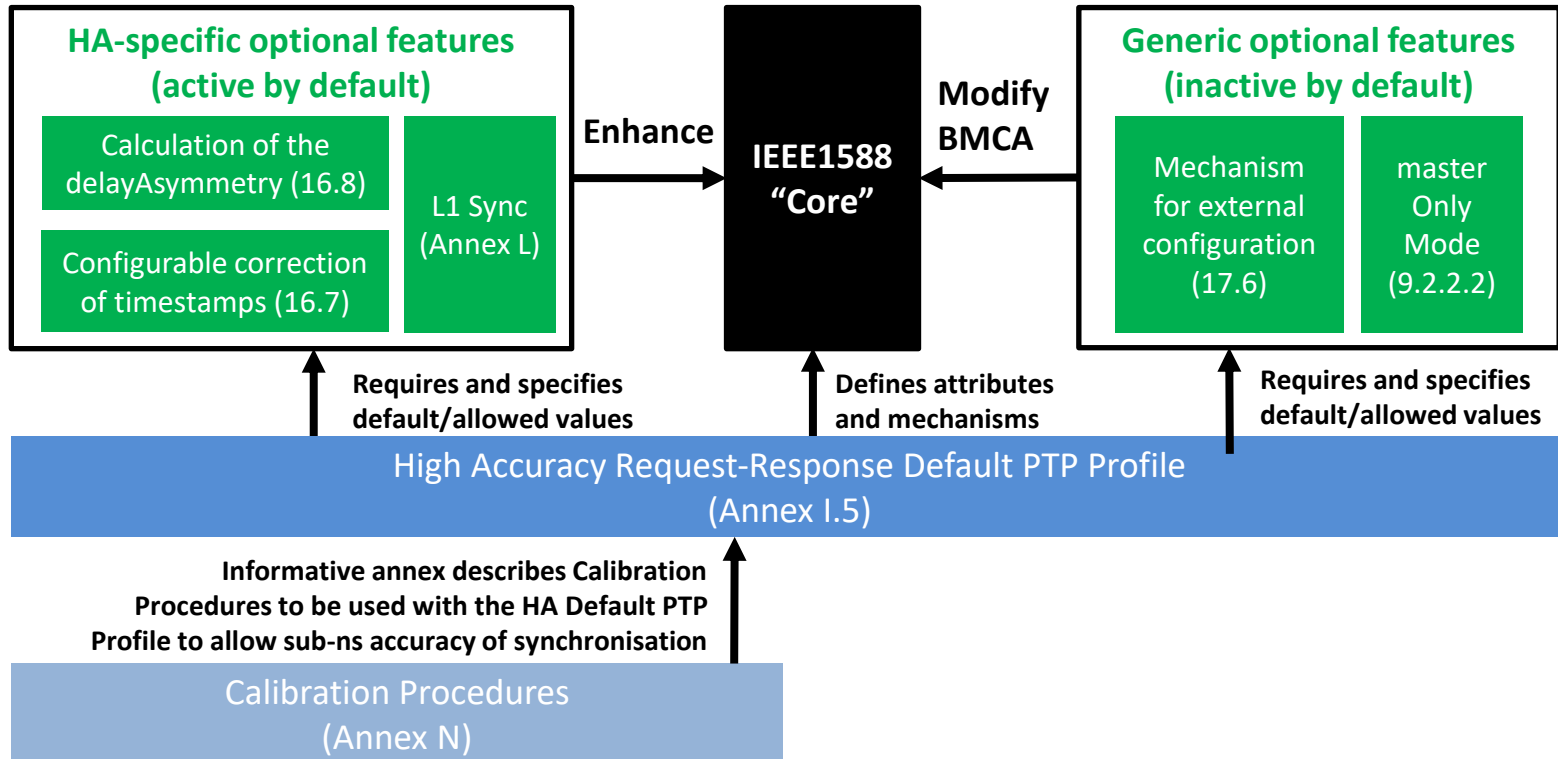 HA-specific optional features
(active by default)
Calculation of the
delayAsymmetry (16.8)
Configurable correction
of timestamps (16.7)
L1 Sync
(Annex L)
Enhance
IEEE1588
“Core”
Modify
BMCA
Generic optional features
(inactive by default)
Mechanism
for external
configuration
(17.6)
master
Only
Mode
(9.2.2.2)
Requires and specifies
default/allowed values
Defines attributes
and mechanisms
Requires and specifies
default/allowed values
High Accuracy Request-Response Default PTP Profile
(Annex I.5)
Informative annex describes Calibration
Procedures to be used with the HA Default PTP
Profile to allow sub-ns accuracy of synchronisation
Calibration Procedures
(Annex N)